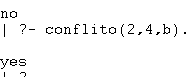 no
| ?- conflito(2,4,b).
yes
| ?